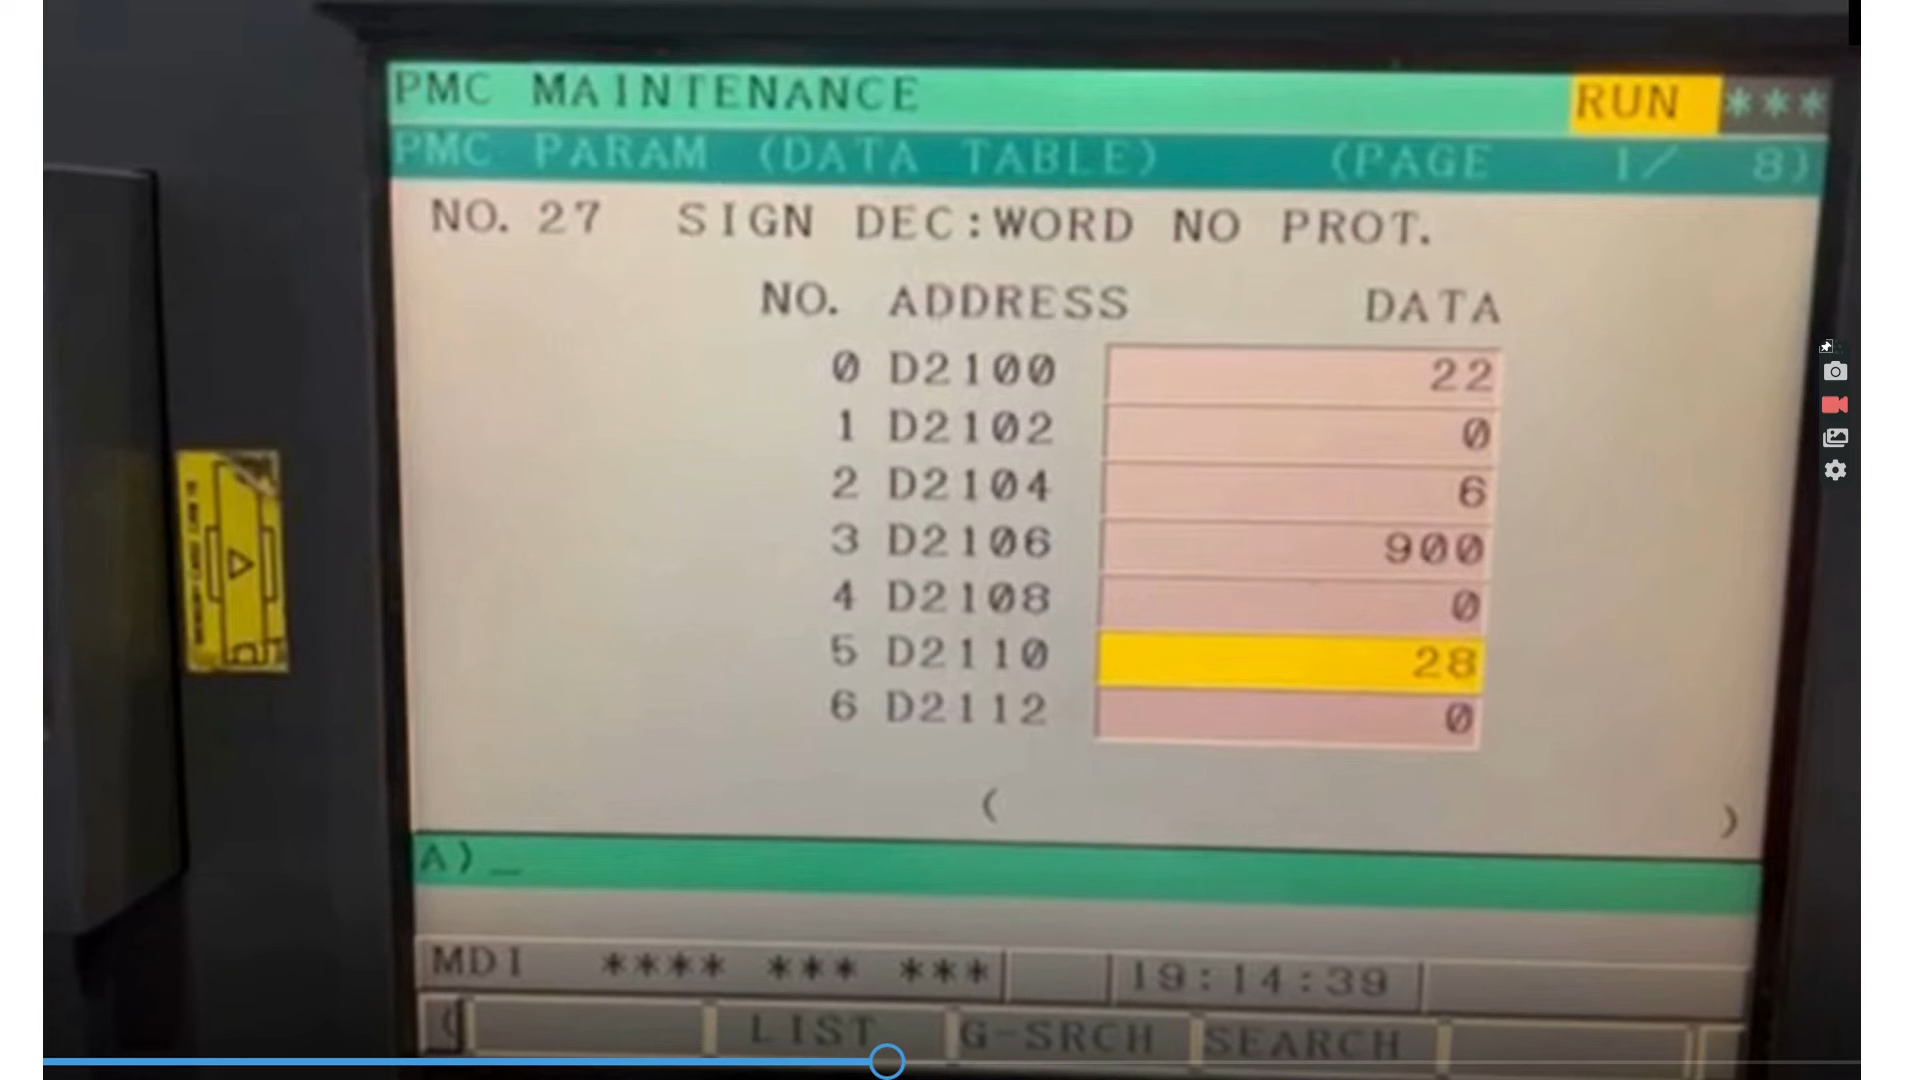 PMC MAINTENANCE RUN ***
PMC PARAM (DATA TABLE) (PAGE 1/ 8)
NO. 27 SIGN DEC:WORD NO PROT.
NO. ADDRESS DATA
0 D2100 22
1 D2102 0
2 D2104 6
3 D2106 900
4 D2108 0
5 D2110 28
6 D2112 0
( )
A)_
MDI **** *** *** 19:14:39
( LIST G-SRCH SEARCH